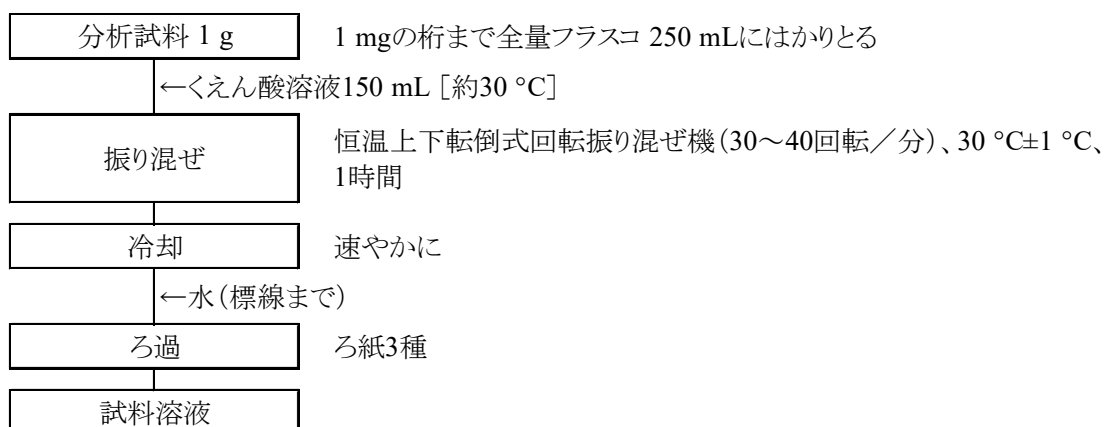 分析試料 1 g
1 mgの桁まで全量フラスコ 250 mLにはかりとる
←くえん酸溶液150 mL [約30 °C]
振り混ぜ
恒温上下転倒式回転振り混ぜ機(30~40回転/分)、30 °C±1 °C、
1時間
冷却
速やかに
←水(標線まで)
ろ過
ろ紙3種
試料溶液